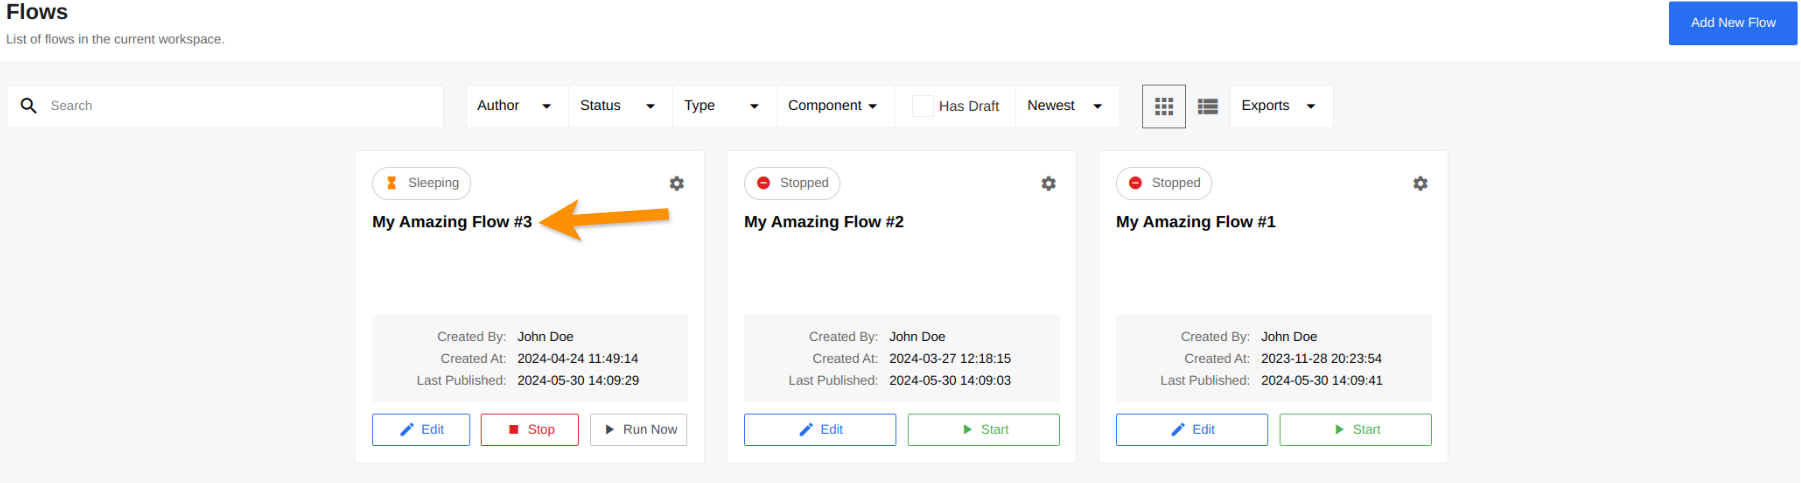 Flows
List of flows in the current workspace.
Add New Flow
Search
Author
Status
Type
Component
Has Draft
Newest
Exports
Sleeping
My Amazing Flow #3
Created By: John Doe
Created At: 2024-04-24 11:49:14
Last Published: 2024-05-30 14:09:29
Edit
Stop
Run Now
Stopped
My Amazing Flow #2
Created By: John Doe
Created At: 2024-03-27 12:18:15
Last Published: 2024-05-30 14:09:03
Edit
Start
Stopped
My Amazing Flow #1
Created By: John Doe
Created At: 2023-11-28 20:23:54
Last Published: 2024-05-30 14:09:41
Edit
Start